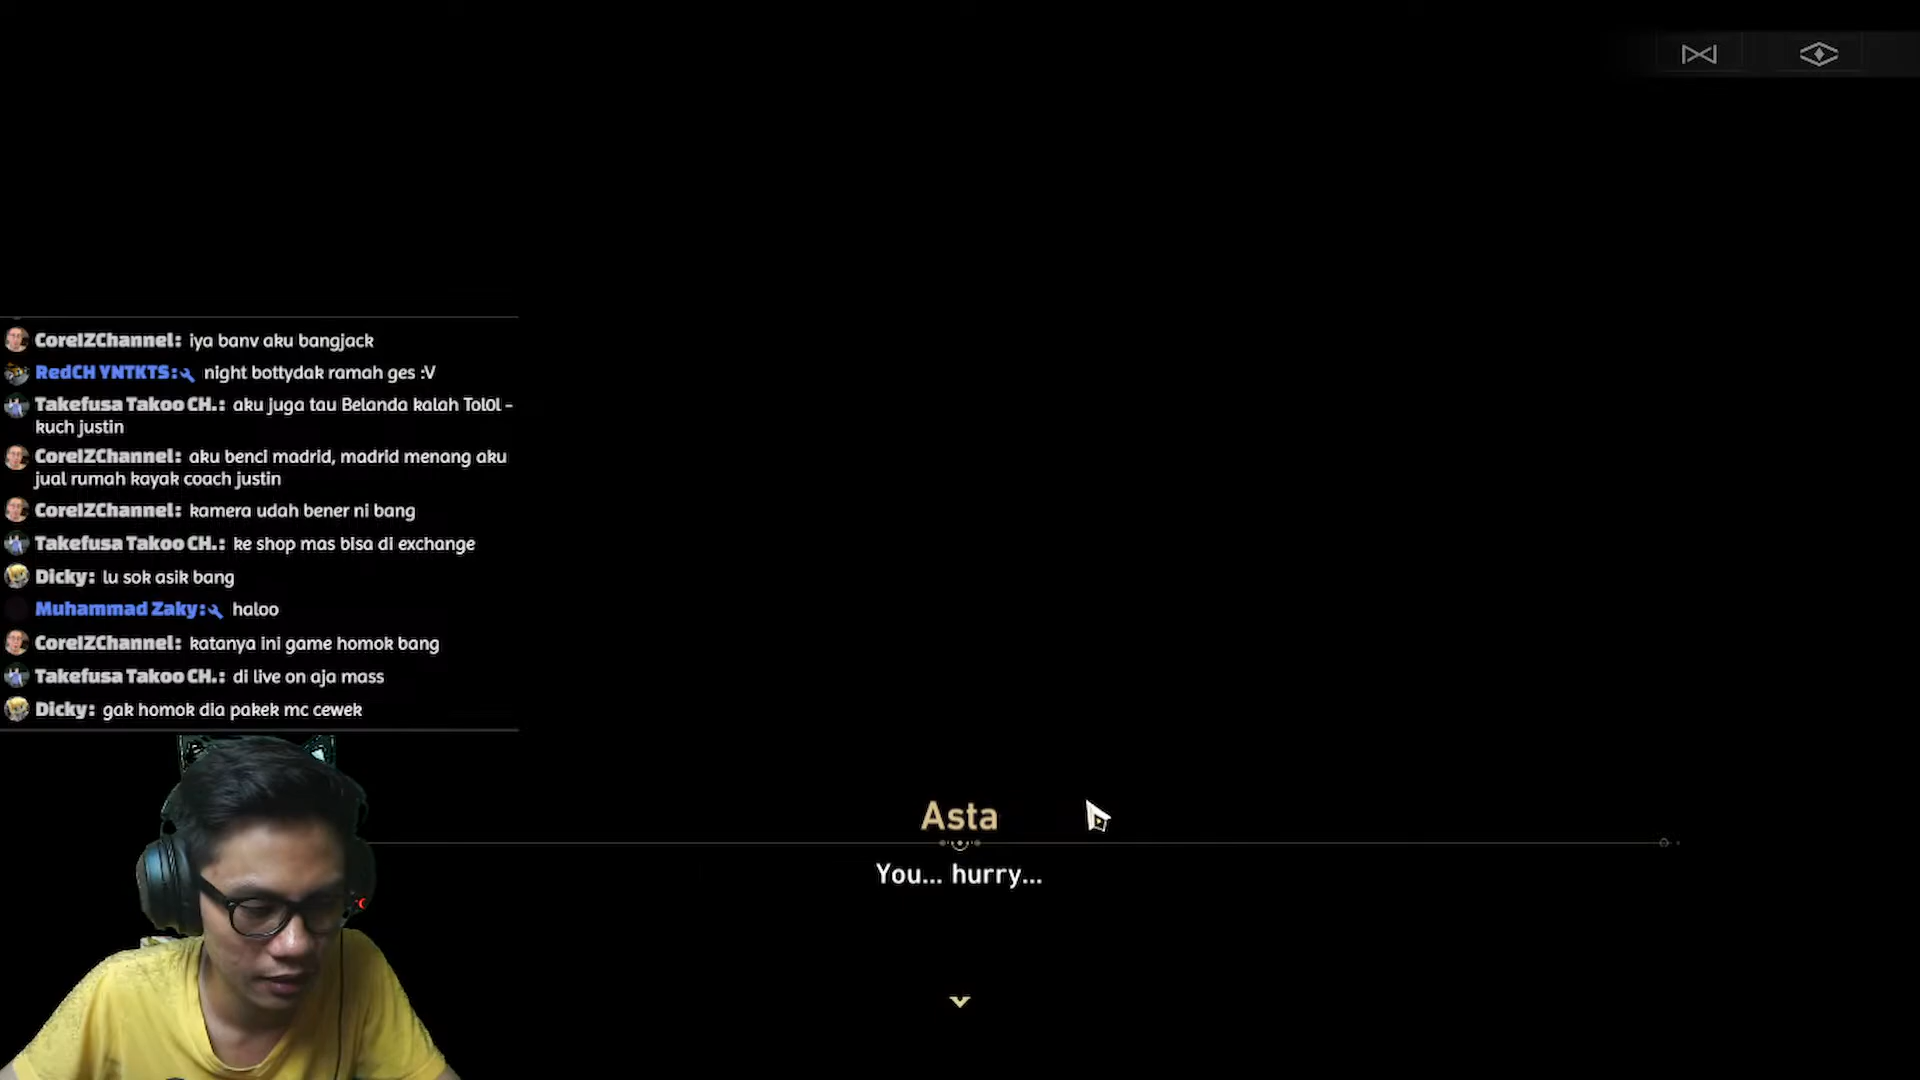 CoreIZChannel: iya banv aku bangjack
RedCH YNTKTS: night bottydak ramah ges :V
Takefusa Takoo CH.: aku juga tau Belanda kalah Tol0l -
kuch justin
CoreIZChannel: aku benci madrid, madrid menang aku
jual rumah kayak coach justin
CoreIZChannel: kamera udah bener ni bang
Takefusa Takoo CH.: ke shop mas bisa di exchange
Dicky: lu sok asik bang
Muhammad Zaky: haloo
CoreIZChannel: katanya ini game homok bang
Takefusa Takoo CH.: di live on aja mass
Dicky: gak homok dia pakek mc cewek
Asta
You... hurry...